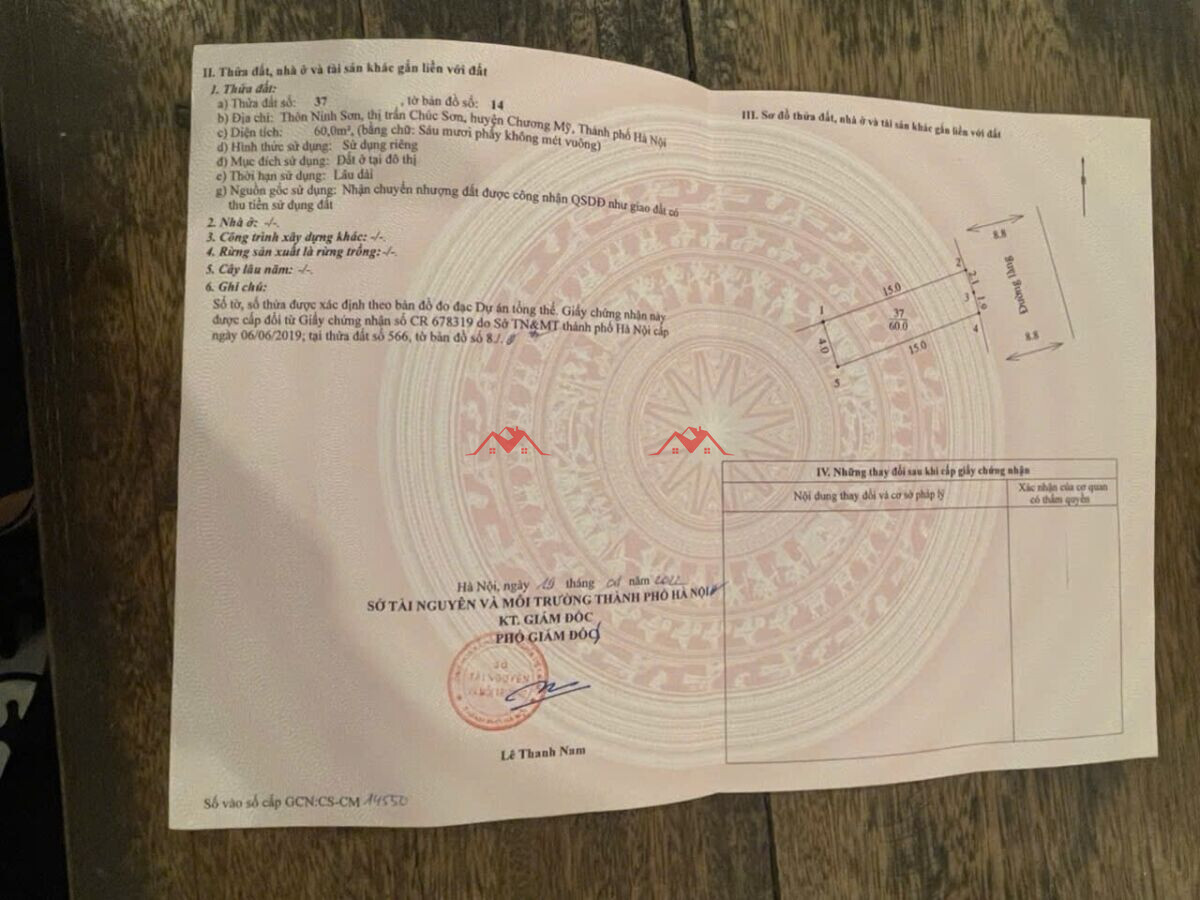 II. Thửa đất, nhà ở và tài sản khác gắn liền với đất
1. Thửa đất:
a) Thửa đất số: 37 , tờ bản đồ số: 14
b) Địa chỉ: Thôn Ninh Sơn, thị trấn Chúc Sơn, huyện Chương Mỹ, Thành phố Hà Nội
c) Diện tích: 60,0m², (bằng chữ: Sáu mươi phẩy không mét vuông)
d) Hình thức sử dụng: Sử dụng riêng
đ) Mục đích sử dụng: Đất ở tại đô thị
e) Thời hạn sử dụng: Lâu dài
g) Nguồn gốc sử dụng: Nhận chuyển nhượng đất được công nhận QSDĐ như giao đất có
thu tiền sử dụng đất
2. Nhà ở: -/-.
3. Công trình xây dựng khác: -/-.
4. Rừng sản xuất là rừng trồng:-/-.
5. Cây lâu năm: -/-.
6. Ghi chú:
Số tờ, số thửa được xác định theo bản đồ đo đạc Dự án tổng thể. Giấy chứng nhận này
được cấp đổi từ Giấy chứng nhận số CR 678319 do Sở TN&MT thành phố Hà Nội cấp
ngày 06/06/2019; tại thửa đất số 566, tờ bản đồ số 8./.
Hà Nội, ngày 19 tháng năm 2022
SỞ TÀI NGUYÊN VÀ MÔI TRƯỜNG THÀNH PHỐ HÀ NỘI
KT. GIÁM ĐỐC
PHÓ GIÁM ĐỐC
SỞ
TÀI NGUYÊN
Lê Thanh Nam
Số vào sổ cấp GCN:CS-CM 14550
III. Sơ đồ thửa đất, nhà ở và tài sản khác gắn liền với đất
8.8
2
2.1
15.0
Đường làng
3
1.9
1
37
60.0
4
4.0
15.0
8.8
5
IV. Những thay đổi sau khi cấp giấy chứng nhận
Nội dung thay đổi và cơ sở pháp lý
Xác nhận của cơ quan
có thẩm quyền